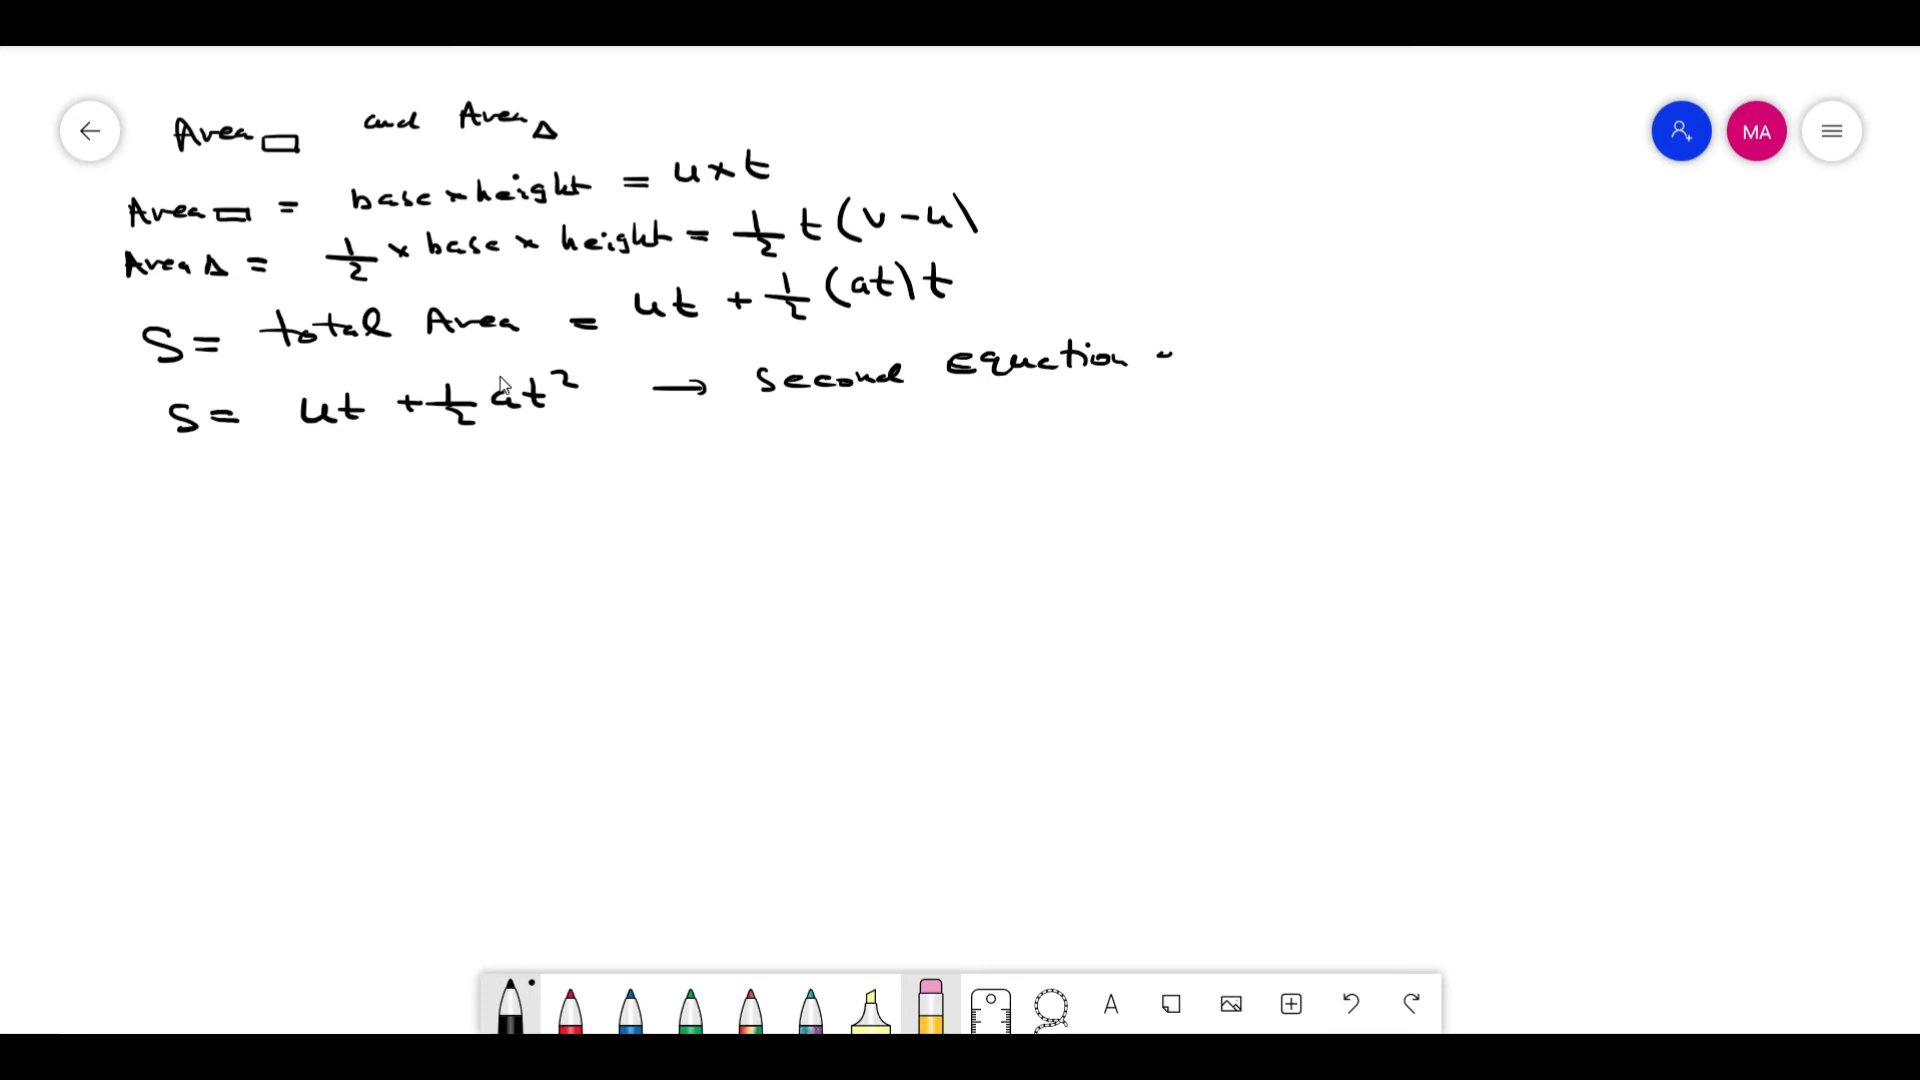 Area▭ and Area△
Area▭ = base × height = u × t
Area△ = 1/2 × base × height = 1/2 t (v - u)
S = total Area = ut + 1/2 (at) t
S = ut + 1/2 at² → second equation -
MA
A